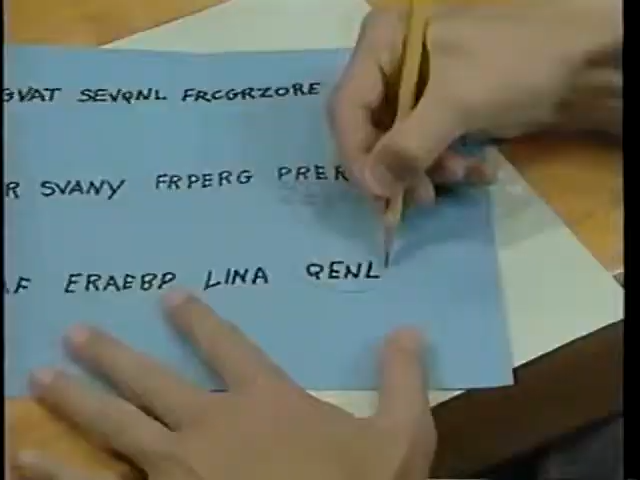 GVAT SEVQNL FRCGRZORE
R SVANY FRPERG PRER
AF ERAEBP LINA QENL